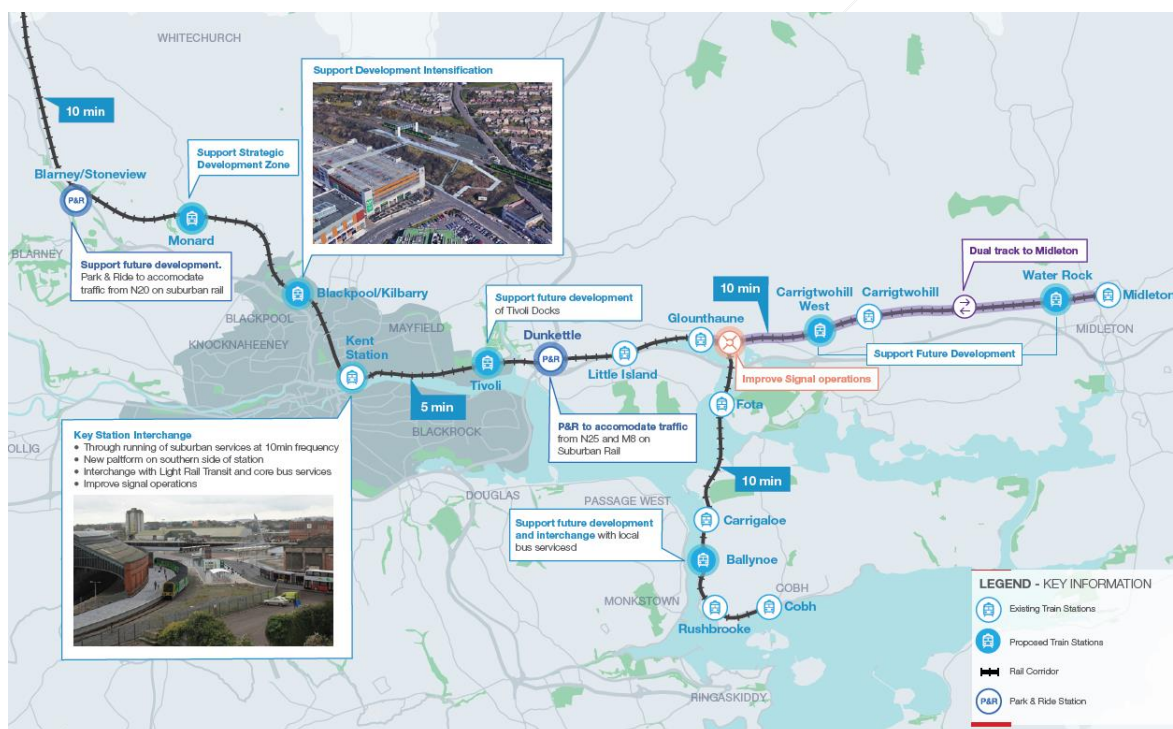 WHITECHURCH
10 min
Blarney/Stoneview
P&R
BLARNEY
Support future development.
Park & Ride to accomodate
traffic from N20 on suburban rail
Support Strategic
Development Zone
Monard
Support Development Intensification
Blackpool/Kilbarry
BLACKPOOL
KNOCKNAHEENEY
MAYFIELD
Kent
Station
5 min
BLACKROCK
Support future development
of Tivoli Docks
Tivoli
Dunkettle
P&R
P&R to accomodate traffic
from N25 and M8 on
Suburban Rail
Little Island
Glounthaune
10 min
Improve Signal operations
Carrigtwohill
West
Carrigtwohill
Dual track to Midleton
Water Rock
Midleton
MIDLETON
Support Future Development
Fota
10 min
OLLIG
Key Station Interchange
• Through running of suburban services at 10min frequency
• New paltform on southern side of station
• Interchange with Light Rail Transit and core bus services
• Improve signal operations
DOUGLAS
PASSAGE WEST
Support future development
and interchange with local
bus servicesd
Carrigaloe
Ballynoe
MONKSTOWN
Rushbrooke
COBH
Cobh
RINGASKIDDY
LEGEND - KEY INFORMATION
Existing Train Stations
Proposed Train Stations
Rail Corridor
P&R
Park & Ride Station